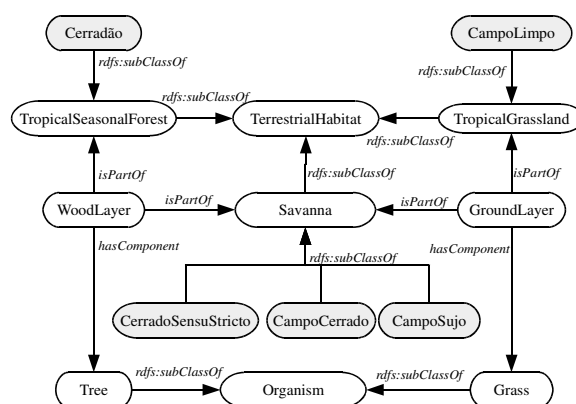 Cerradão
CampoLimpo
rdfs:subClassOf
rdfs:subClassOf
rdfs:subClassOf
TropicalSeasonalForest
TerrestrialHabitat
TropicalGrassland
rdfs:subClassOf
isPartOf
rdfs:subClassOf
isPartOf
WoodLayer
isPartOf
Savanna
isPartOf
GroundLayer
hasComponent
rdfs:subClassOf
hasComponent
CerradoSensuStricto
CampoCerrado
CampoSujo
rdfs:subClassOf
rdfs:subClassOf
Tree
Organism
Grass